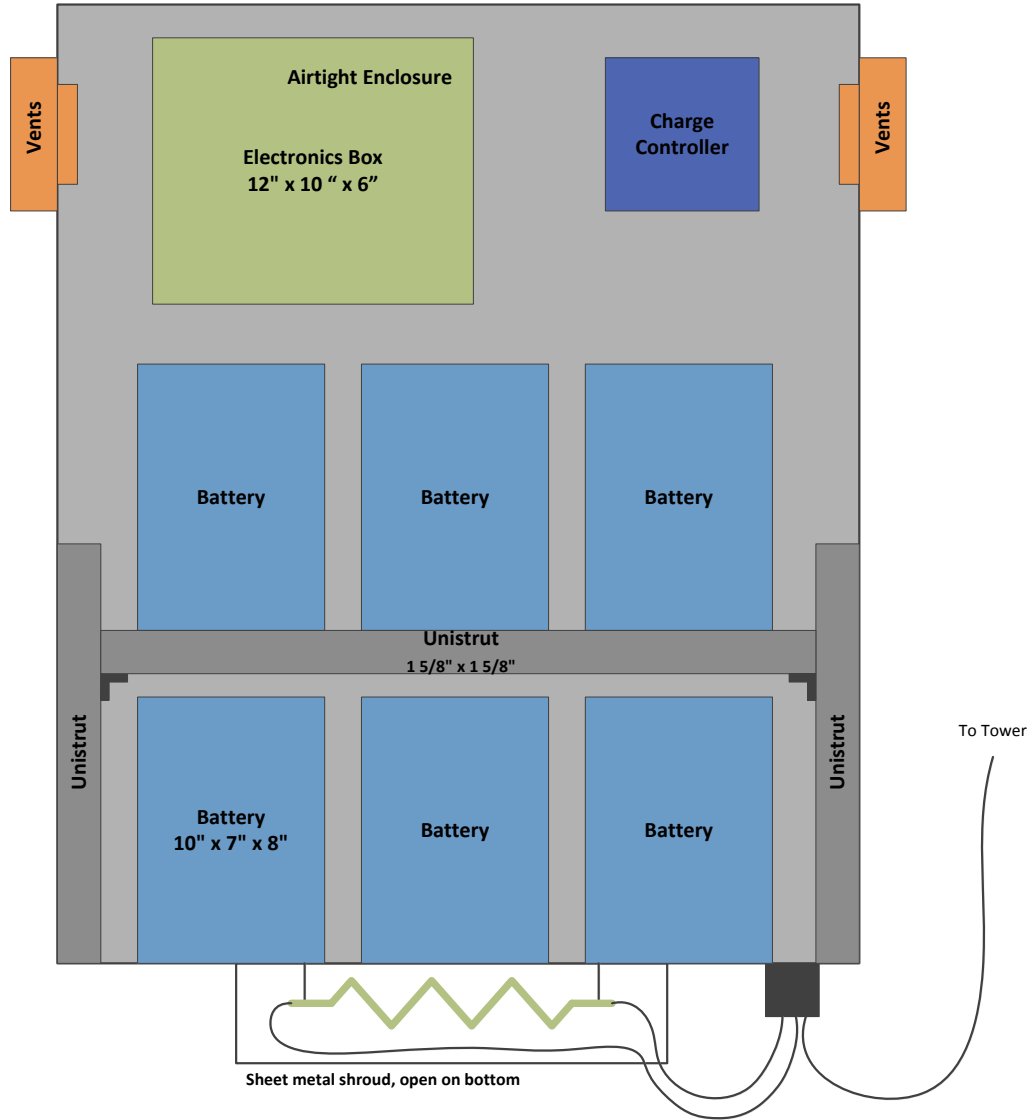 Airtight Enclosure
Vents
Electronics Box
12" x 10 “ x 6”
Charge
Controller
Vents
Battery
Battery
Battery
Unistrut
1 5/8" x 1 5/8"
Unistrut
Unistrut
To Tower
Battery
10" x 7" x 8"
Battery
Battery
Sheet metal shroud, open on bottom